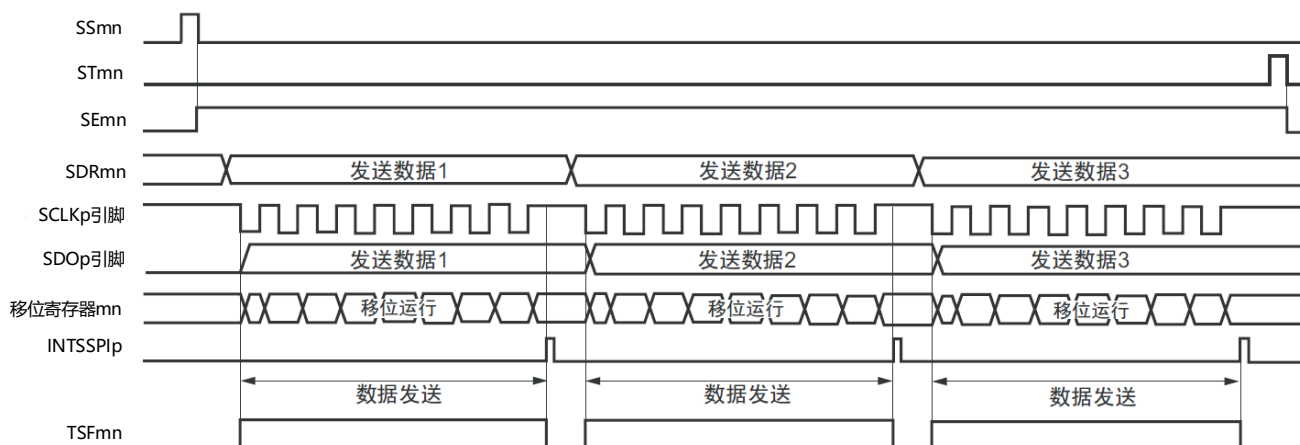 SSmn
STmn
SEmn
SDRmn 发送数据1 发送数据2 发送数据3
SCLKp引脚
SDOp引脚 发送数据1 发送数据2 发送数据3
移位寄存器mn 移位运行 移位运行 移位运行
INTSSPIp
数据发送 数据发送 数据发送
TSFmn